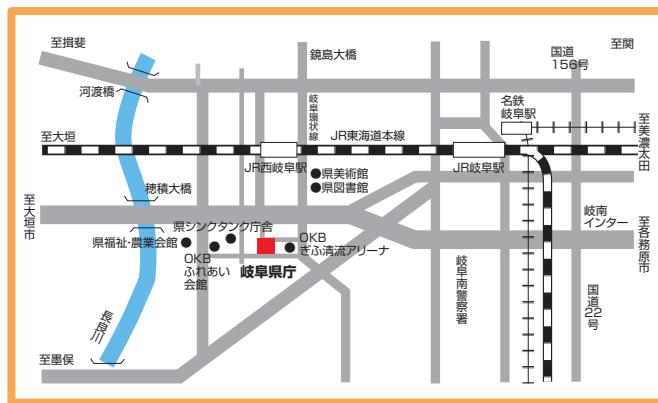 至揖斐
鏡島大橋
至関
国道
156号
河渡橋
岐阜環状線
名鉄
岐阜駅
至大垣
JR東海道本線
至美濃太田
JR西岐阜駅
JR岐阜駅
県美術館
県図書館
穂積大橋
至大垣市
県シンクタンク庁舎
県福祉・農業会館
OKB
ふれあい
会館
岐阜県庁
OKB
ぎふ清流アリーナ
岐阜南警察署
岐南
インター
至各務原市
国道22号
長良川
至墨俣